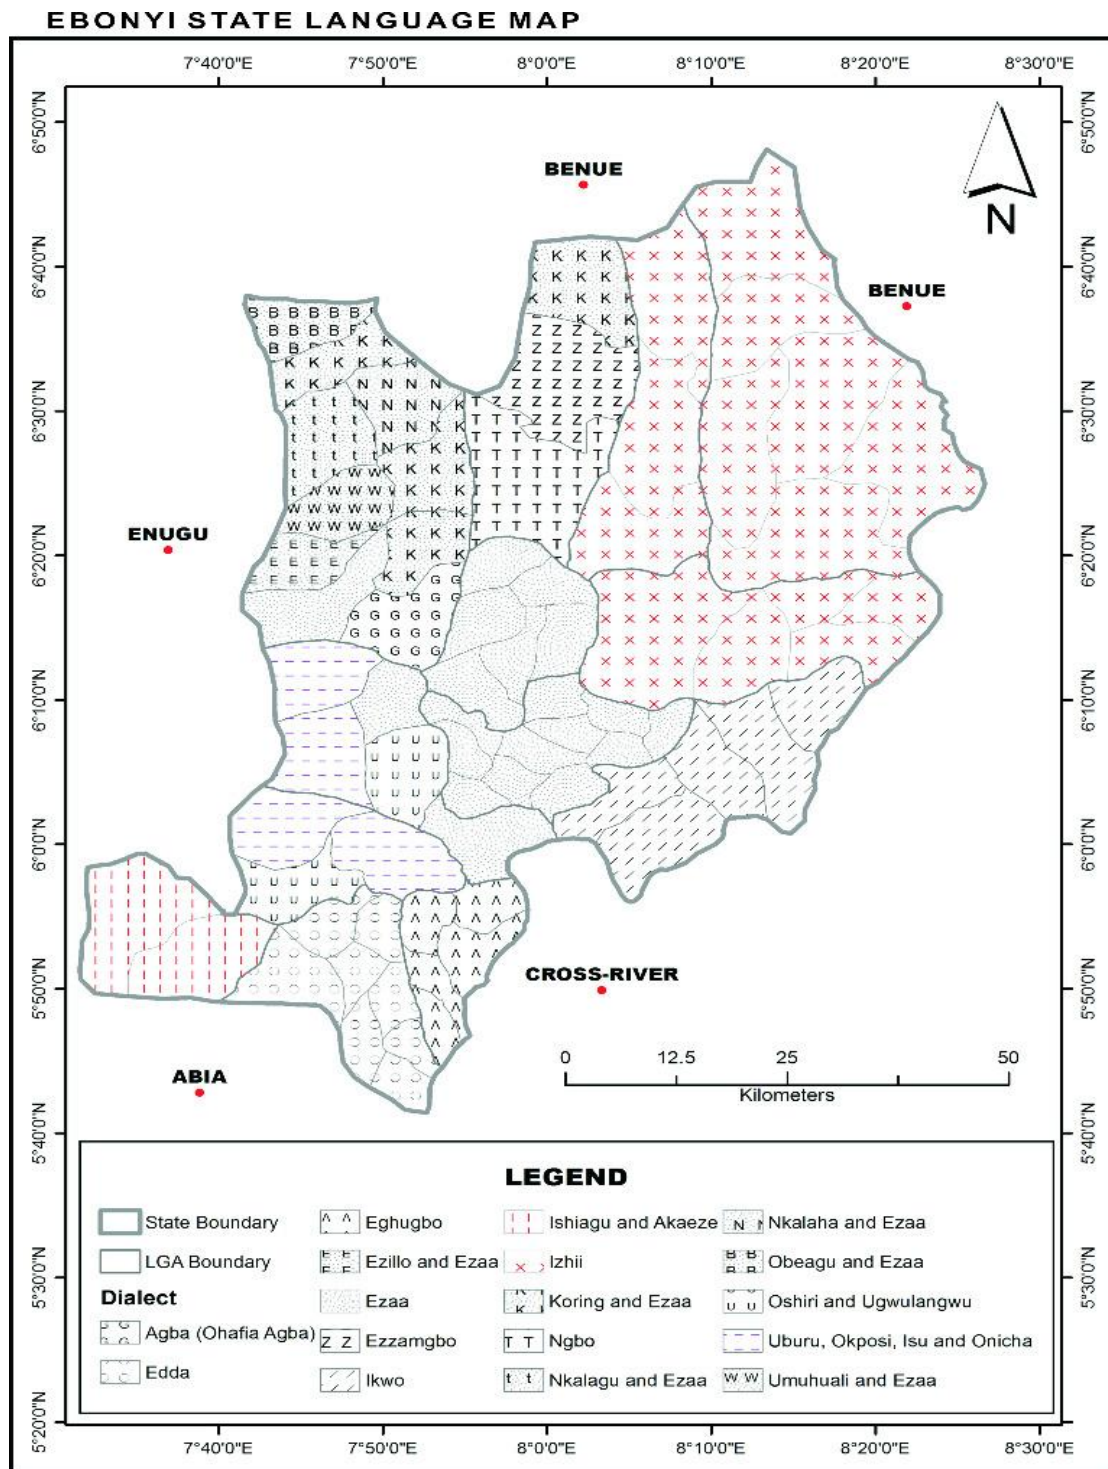 EBONYI STATE LANGUAGE MAP
7°40'0"E 7°50'0"E 8°0'0"E 8°10'0"E 8°20'0"E 8°30'0"E
6°50'0"N 6°50'0"N
BENUE
N
6°40'0"N 6°40'0"N
BENUE
6°30'0"N 6°30'0"N
ENUGU
6°20'0"N 6°20'0"N
6°10'0"N 6°10'0"N
6°0'0"N 6°0'0"N
CROSS-RIVER
5°50'0"N 5°50'0"N
ABIA
0 12.5 25 50
Kilometers
5°40'0"N 5°40'0"N
LEGEND
State Boundary
LGA Boundary
Dialect
Agba (Ohafia Agba)
Edda
Eghugbo
Ezillo and Ezaa
Ezaa
Ezzamgbo
Ikwo
Ishiagu and Akaeze
Izhii
Koring and Ezaa
Ngbo
Nkalagu and Ezaa
Nkalaha and Ezaa
Obeagu and Ezaa
Oshiri and Ugwulangwu
Uburu, Okposi, Isu and Onicha
Umuhuali and Ezaa
5°30'0"N 5°30'0"N
5°20'0"N 5°20'0"N
7°40'0"E 7°50'0"E 8°0'0"E 8°10'0"E 8°20'0"E 8°30'0"E